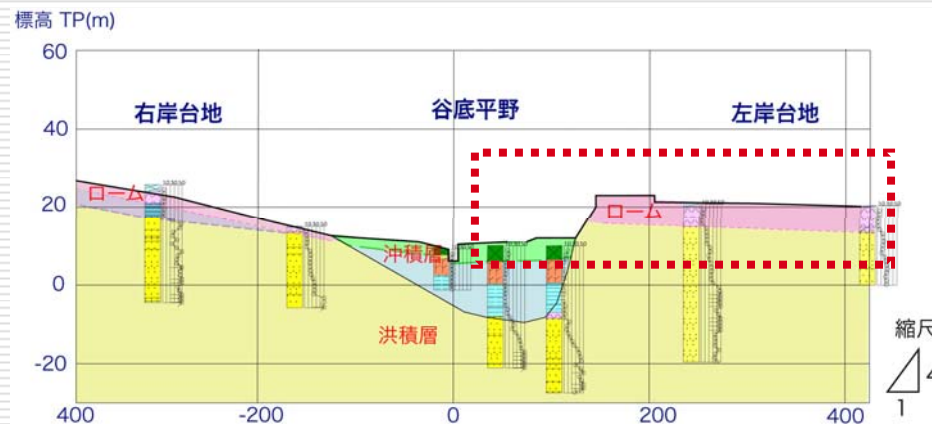 標高 TP(m)
60
右岸台地
谷底平野
左岸台地
40
ローム
20
ローム
沖積層
0
洪積層
縮尺
-20
4
1
400
-200
0
200
400